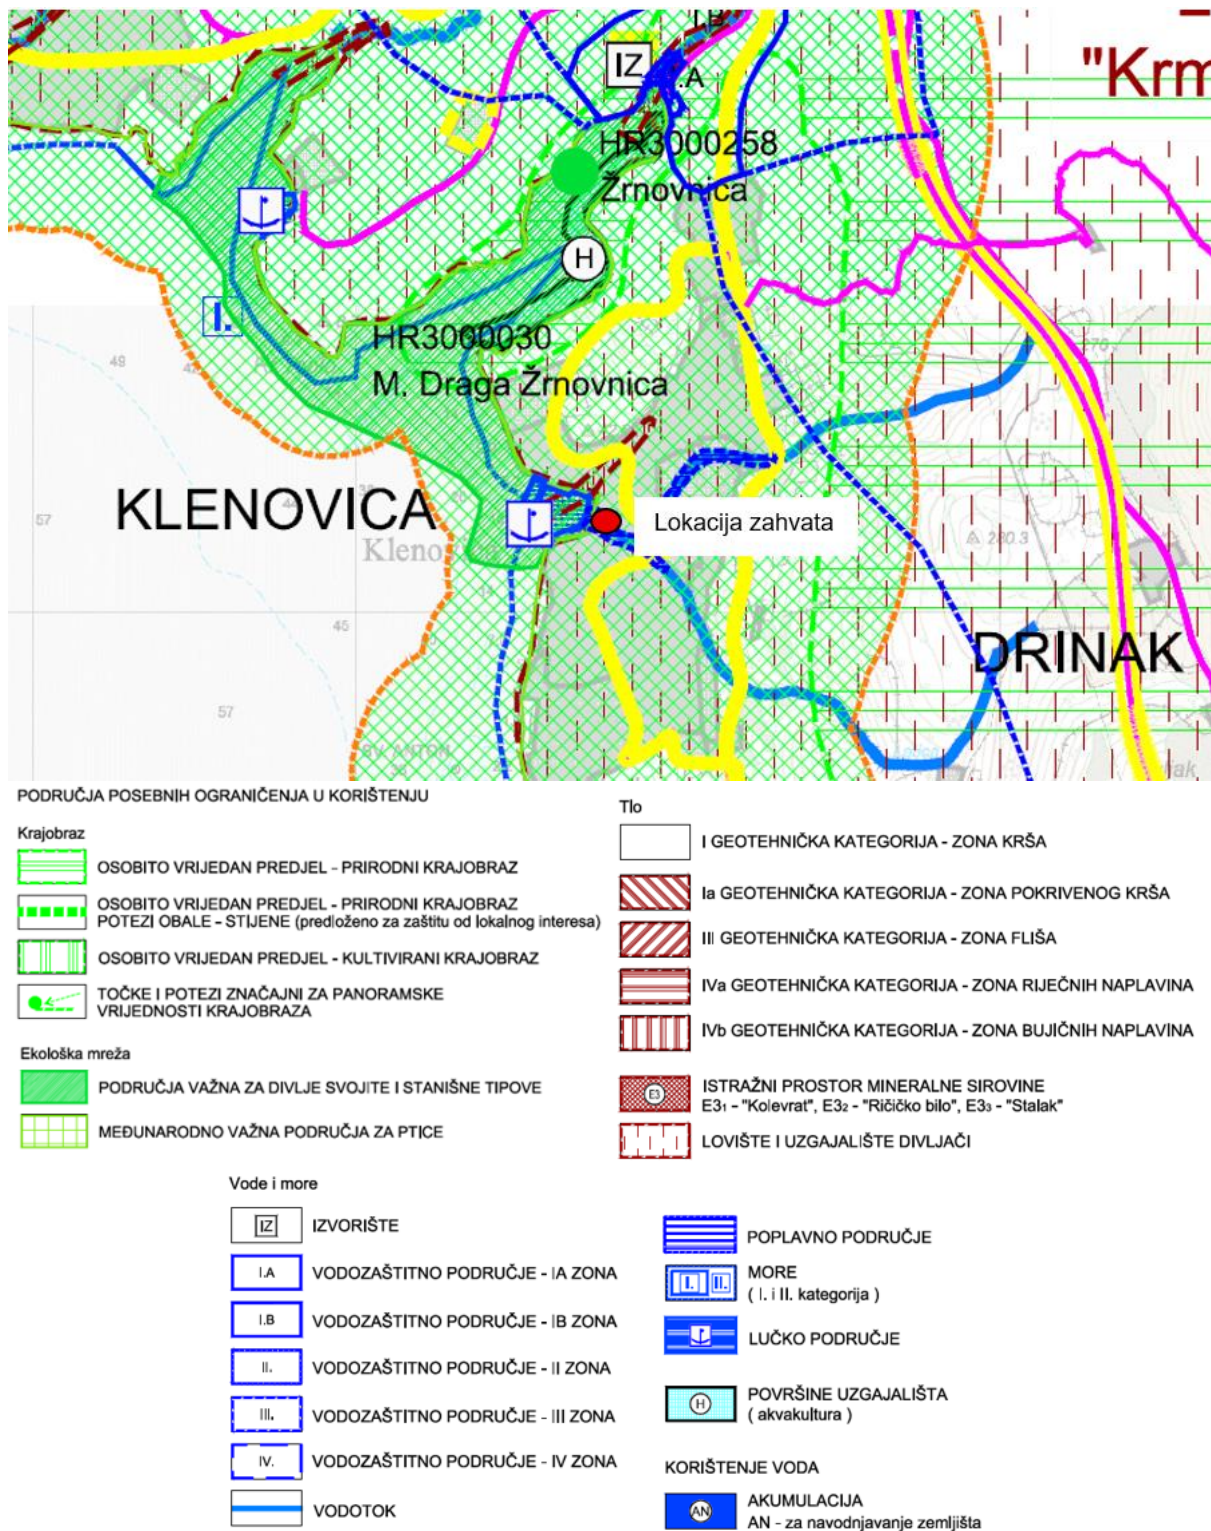 I.B
IZ
I.A
"Krm
HR3000258
Žrnovnica
H
I.
HR3000030
M. Draga Žrnovnica
49
270
KLENOVICA
57
Lokacija zahvata
280.3
45
DRINAK
57
SV. ANTON
PODRUČJA POSEBNIH OGRANIČENJA U KORIŠTENJU
Krajobraz
OSOBITO VRIJEDAN PREDJEL - PRIRODNI KRAJOBRAZ
OSOBITO VRIJEDAN PREDJEL - PRIRODNI KRAJOBRAZ
POTEZI OBALE - STIJENE (predloženo za zaštitu od lokalnog interesa)
OSOBITO VRIJEDAN PREDJEL - KULTIVIRANI KRAJOBRAZ
TOČKE I POTEZI ZNAČAJNI ZA PANORAMSKE
VRIJEDNOSTI KRAJOBRAZA
Ekološka mreža
PODRUČJA VAŽNA ZA DIVLJE SVOJITE I STANIŠNE TIPOVE
MEĐUNARODNO VAŽNA PODRUČJA ZA PTICE
Tlo
I GEOTEHNIČKA KATEGORIJA - ZONA KRŠA
Ia GEOTEHNIČKA KATEGORIJA - ZONA POKRIVENOG KRŠA
III GEOTEHNIČKA KATEGORIJA - ZONA FLIŠA
IVa GEOTEHNIČKA KATEGORIJA - ZONA RIJEČNIH NAPLAVINA
IVb GEOTEHNIČKA KATEGORIJA - ZONA BUJIČNIH NAPLAVINA
E3
ISTRAŽNI PROSTOR MINERALNE SIROVINE
E3₁ - "Kolevrat", E3₂ - "Ričičko bilo", E3₃ - "Stalak"
LOVIŠTE I UZGAJALIŠTE DIVLJAČI
Vode i more
IZ IZVORIŠTE
I.A VODOZAŠTITNO PODRUČJE - IA ZONA
I.B VODOZAŠTITNO PODRUČJE - IB ZONA
II. VODOZAŠTITNO PODRUČJE - II ZONA
III. VODOZAŠTITNO PODRUČJE - III ZONA
IV. VODOZAŠTITNO PODRUČJE - IV ZONA
VODOTOK
POPLAVNO PODRUČJE
I. II. MORE
( I. i II. kategorija )
LUČKO PODRUČJE
H POVRŠINE UZGAJALIŠTA
( akvakultura )
KORIŠTENJE VODA
AN AKUMULACIJA
AN - za navodnjavanje zemljišta